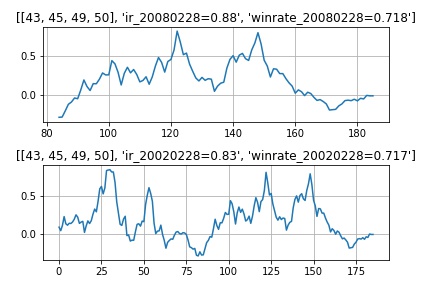 [[43, 45, 49, 50], 'ir_20080228=0.88', 'winrate_20080228=0.718']
0.5
0.0
80 100 120 140 160 180
[[43, 45, 49, 50], 'ir_20020228=0.83', 'winrate_20020228=0.717']
0.5
0.0
0 25 50 75 100 125 150 175